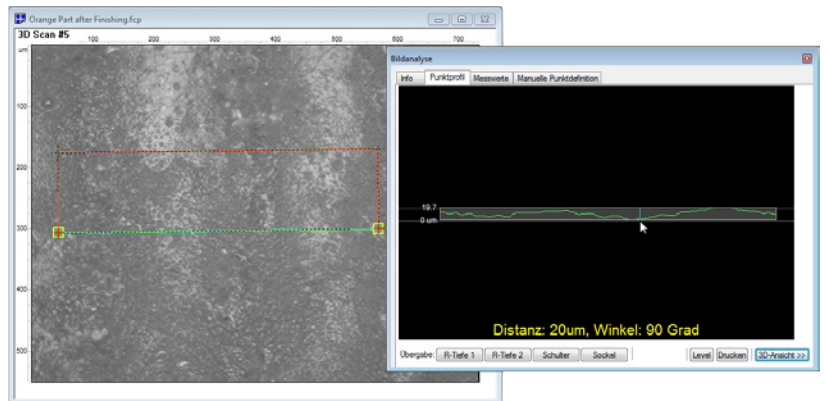 Orange Part after Finishing.fcp
3D Scan #5
um
100 200 300 400 500 600 700
100
200
300
400
500
Bildanalyse
Info Punktprofil Messwerte Manuelle Punktdefinition
19.7
0 um
Distanz: 20um, Winkel: 90 Grad
Übergabe: R-Tiefe 1 R-Tiefe 2 Schulter Sockel Level Drucken 3D-Ansicht >>